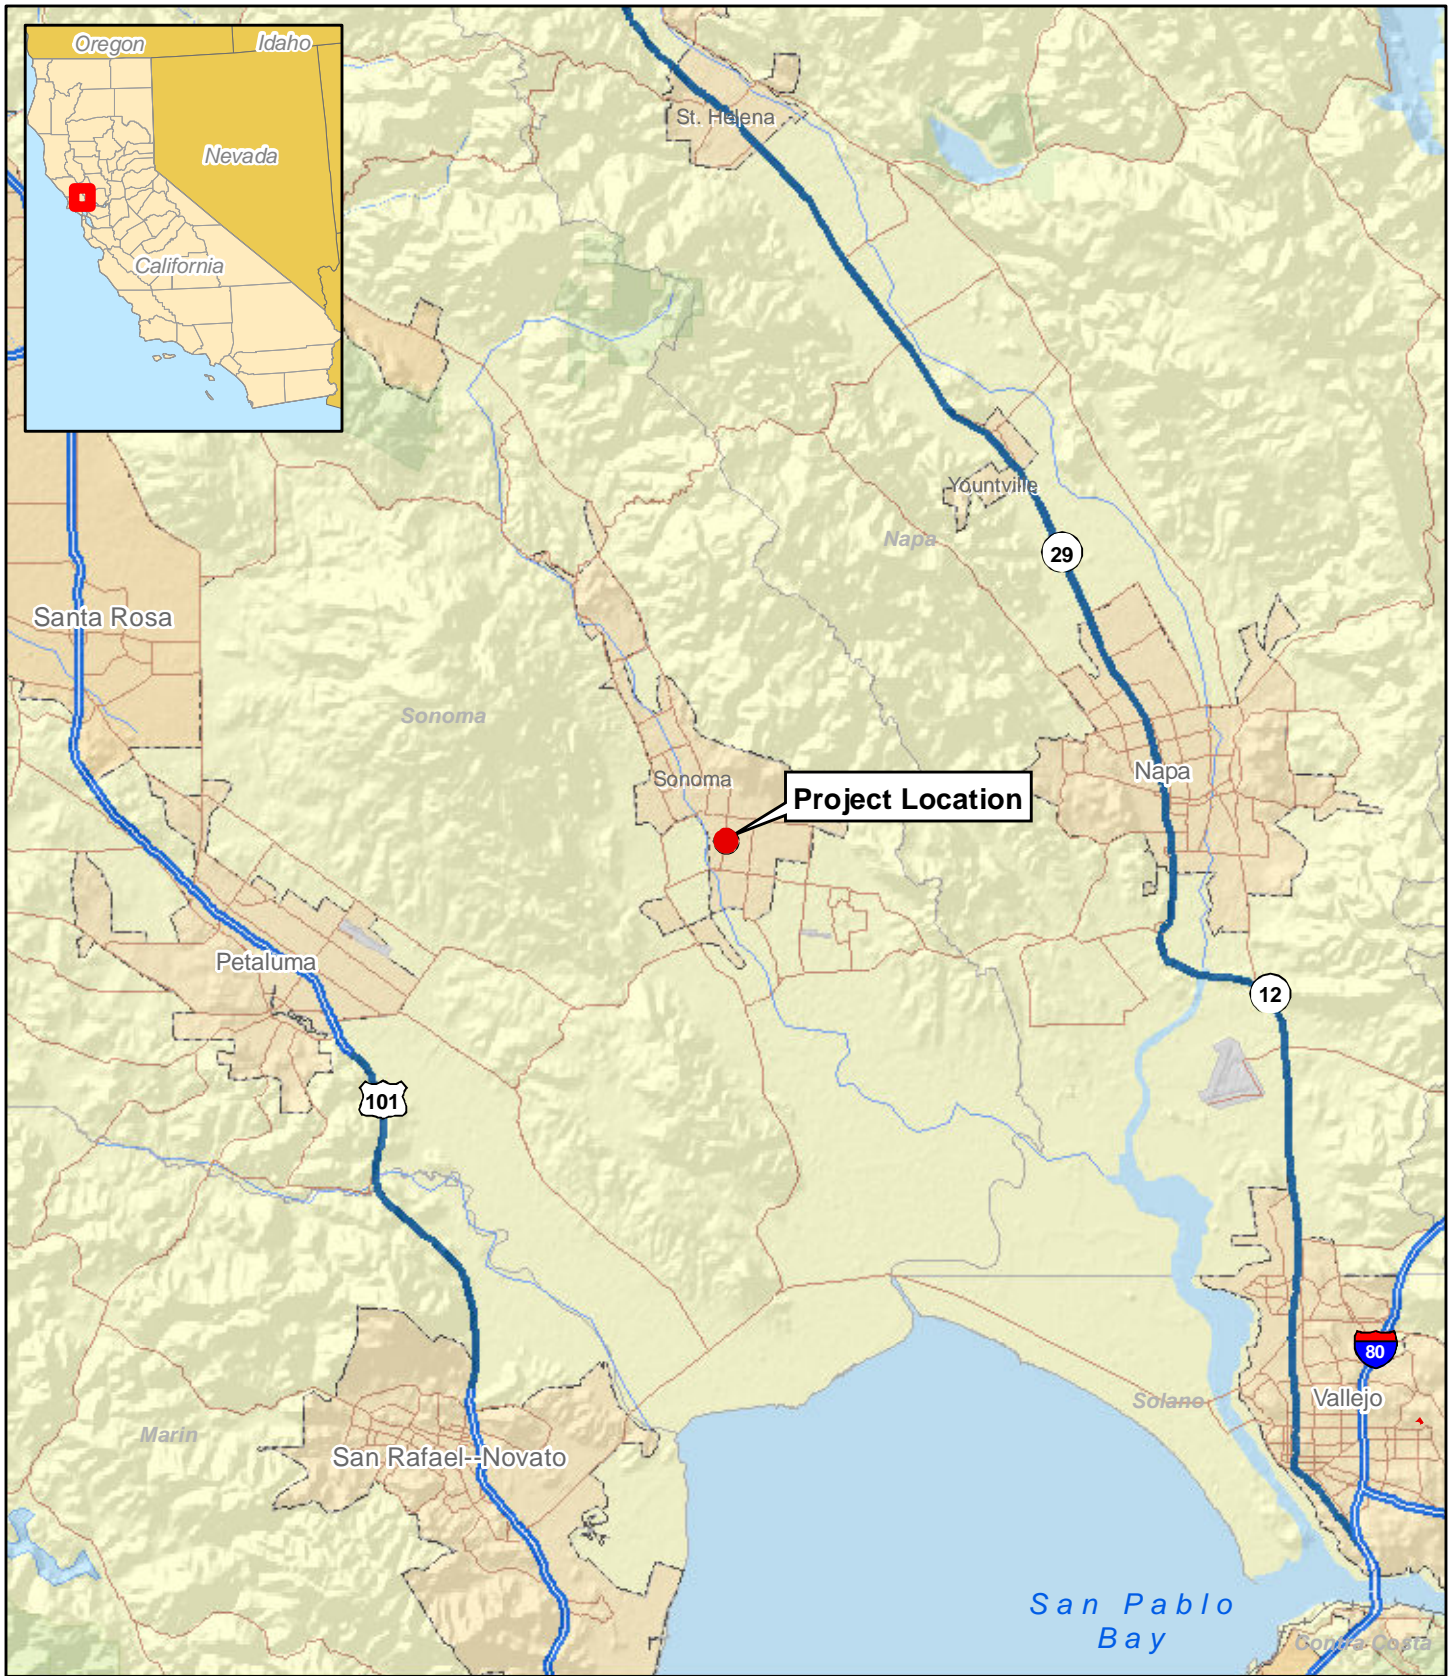 Oregon
Idaho
Nevada
California
St. Helena
Yountville
Napa
29
Santa Rosa
Sonoma
Sonoma
Project Location
Napa
Petaluma
12
101
80
Vallejo
Solano
Marin
San Rafael--Novato
San Pablo
Bay
Contra Costa